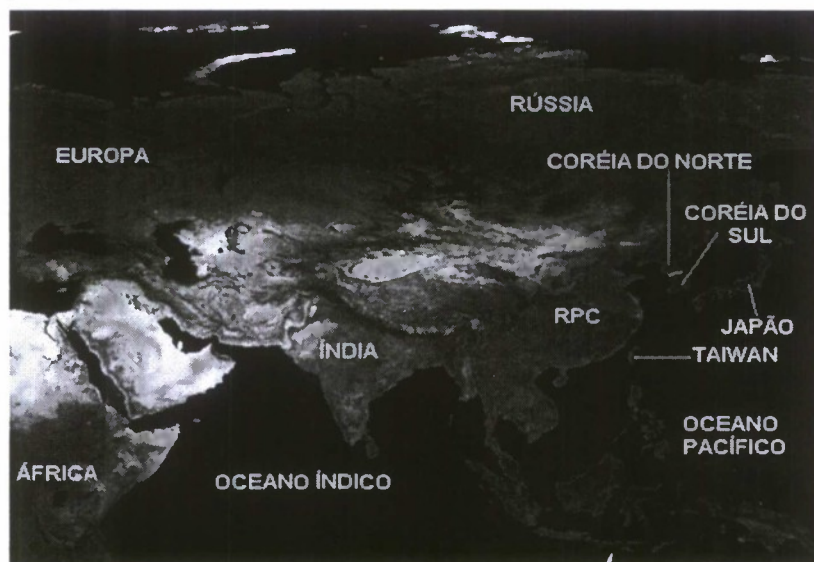 RÚSSIA
EUROPA
CORÉIA DO NORTE
CORÉIA DO
SUL
RPC
JAPÃO
ÍNDIA
TAIWAN
OCEANO
PACÍFICO
ÁFRICA
OCEANO ÍNDICO